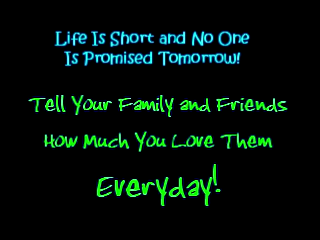 Life Is Short and No One
Is Promised Tomorrow!
Tell Your Family and Friends
How Much You Love Them
Everyday!